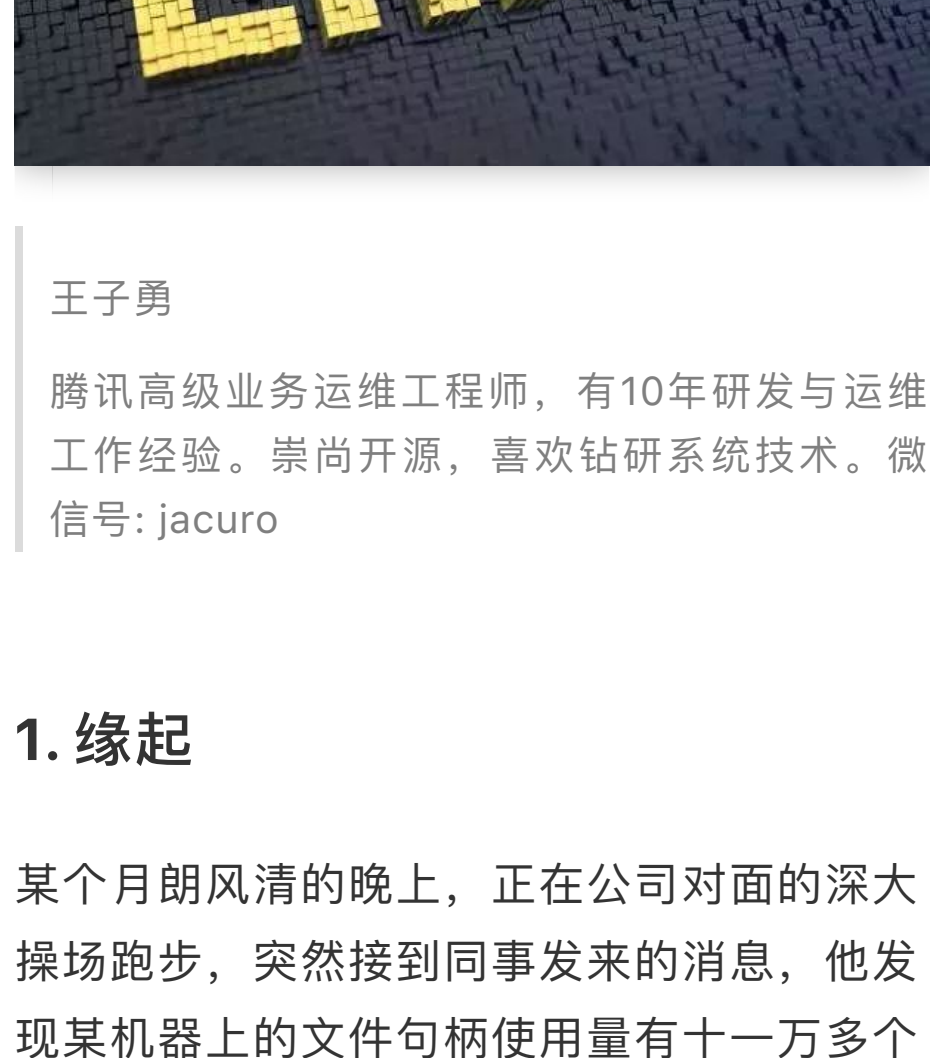 王子勇
腾讯高级业务运维工程师，有10年研发与运维
工作经验。崇尚开源，喜欢钻研系统技术。微
信号: jacuro
1. 缘起
某个月朗风清的晚上，正在公司对面的深大
操场跑步，突然接到同事发来的消息，他发
现某机器上的文件句柄使用量有十一万多个